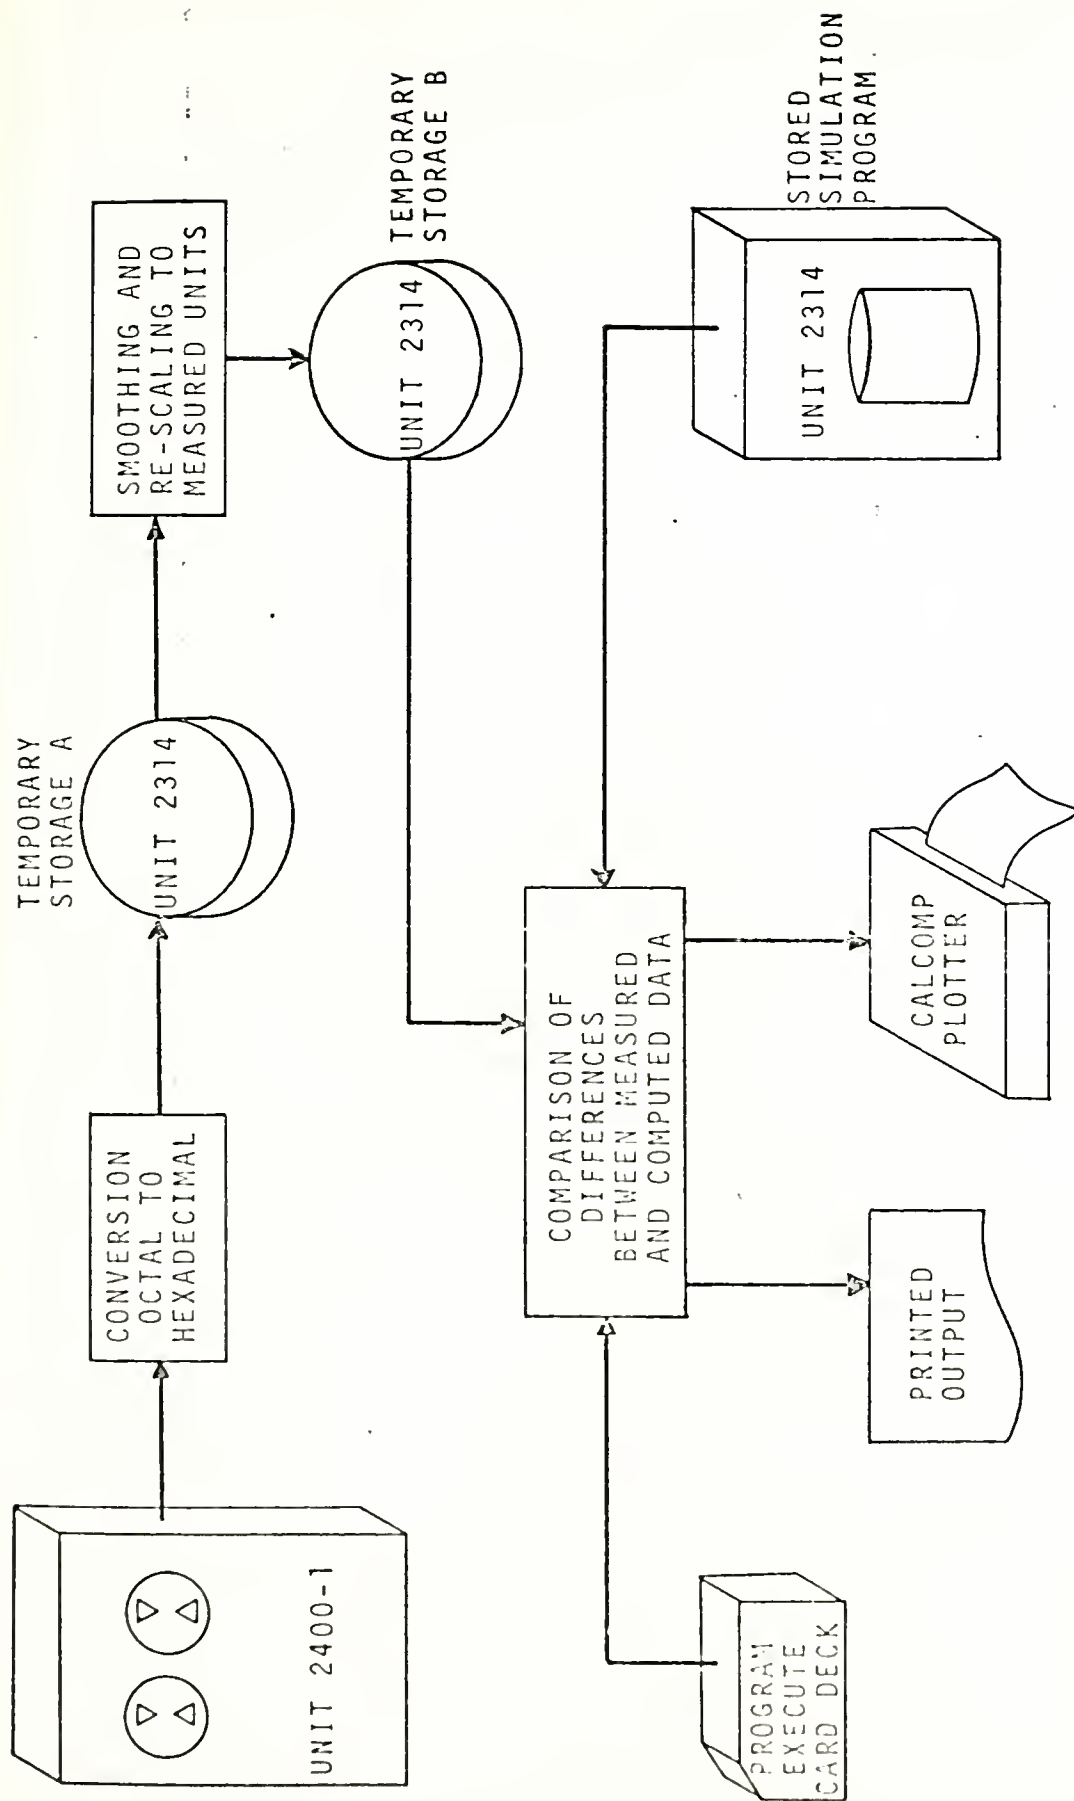 UNIT 2400-1
CONVERSION
OCTAL TO
HEXADECIMAL
TEMPORARY
STORAGE A
UNIT 2314
SMOOTHING AND
RE-SCALING TO
MEASURED UNITS
TEMPORARY
STORAGE B
UNIT 2314
PROGRAM
EXECUTE
CARD DECK
COMPARISON OF
DIFFERENCES
BETWEEN MEASURED
AND COMPUTED DATA
STORED
SIMULATION
PROGRAM
UNIT 2314
PRINTED
OUTPUT
CALCOMP
PLOTTER